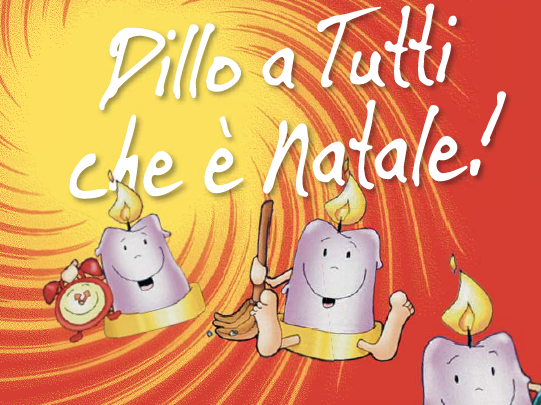 Dillo a Tutti
che è Natale!